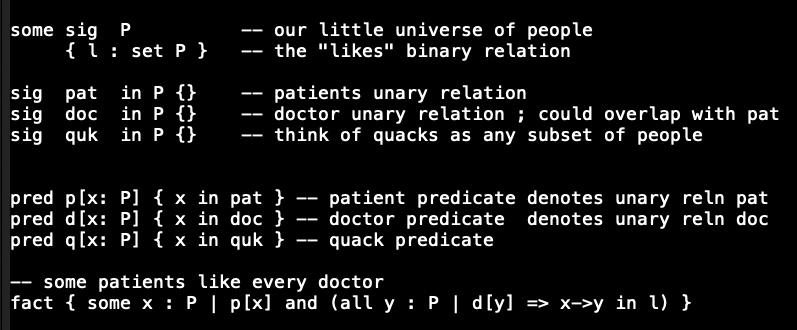 some sig  P          -- our little universe of people
     { l : set P }   -- the "likes" binary relation
sig  pat  in P {}    -- patients unary relation
sig  doc  in P {}    -- doctor unary relation ; could overlap with pat
sig  quk  in P {}    -- think of quacks as any subset of people
pred p[x: P] { x in pat } -- patient predicate denotes unary reln pat
pred d[x: P] { x in doc } -- doctor predicate  denotes unary reln doc
pred q[x: P] { x in quk } -- quack predicate
-- some patients like every doctor
fact { some x : P | p[x] and (all y : P | d[y] => x->y in l) }